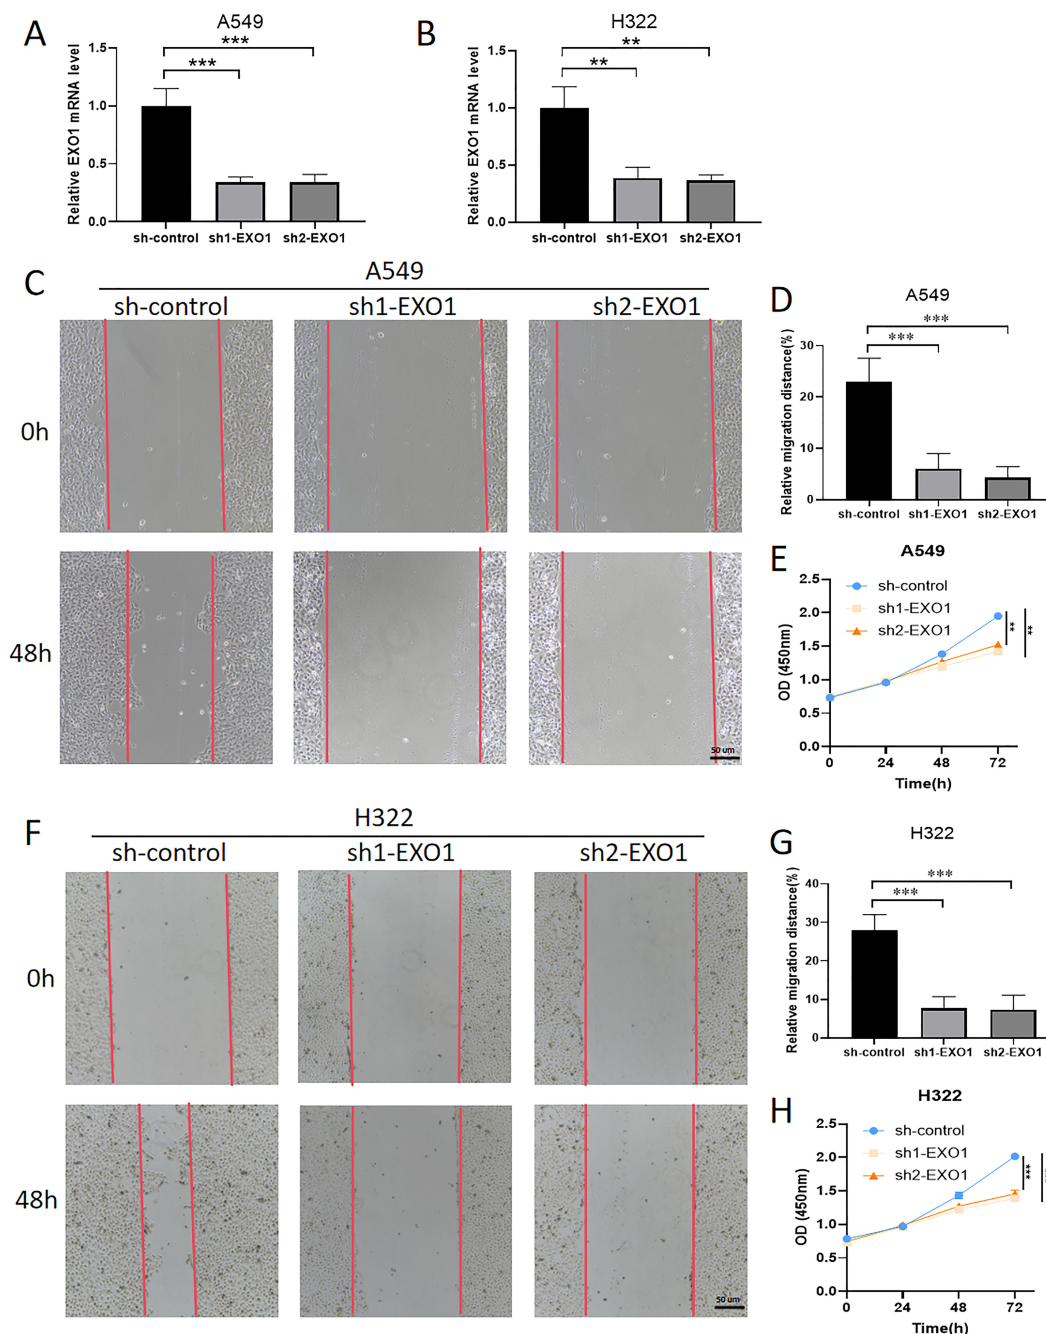 A
A549
Relative EXO1 mRNA level
1.5
1.0
0.5
0.0
***
***
sh-control
sh1-EXO1
sh2-EXO1
B
H322
Relative EXO1 mRNA level
1.5
1.0
0.5
0.0
**
**
sh-control
sh1-EXO1
sh2-EXO1
C
A549
sh-control
sh1-EXO1
sh2-EXO1
0h
48h
50 um
D
A549
Relative migration distance(%)
30
20
10
0
***
***
sh-control
sh1-EXO1
sh2-EXO1
E
A549
OD (450nm)
2.5
2.0
1.5
1.0
0.5
0.0
sh-control
sh1-EXO1
sh2-EXO1
**
**
0
24
48
72
Time(h)
F
H322
sh-control
sh1-EXO1
sh2-EXO1
0h
48h
50 um
G
H322
Relative migration distance(%)
40
30
20
10
0
***
***
sh-control
sh1-EXO1
sh2-EXO1
H
H322
OD (450nm)
2.5
2.0
1.5
1.0
0.5
0.0
sh-control
sh1-EXO1
sh2-EXO1
***
0
24
48
72
Time(h)